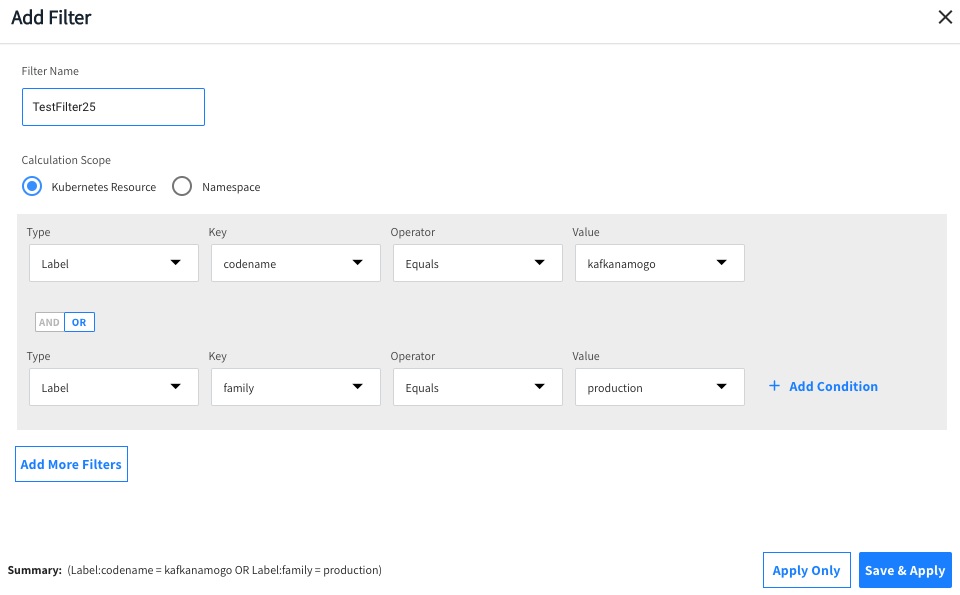 Add Filter
Filter Name
TestFilter25
Calculation Scope
Kubernetes Resource Namespace
Type Key Operator Value
Label codename Equals kafkanamogo
AND OR
Type Key Operator Value
Label family Equals production + Add Condition
Add More Filters
Summary: (Label:codename = kafkanamogo OR Label:family = production) Apply Only Save & Apply